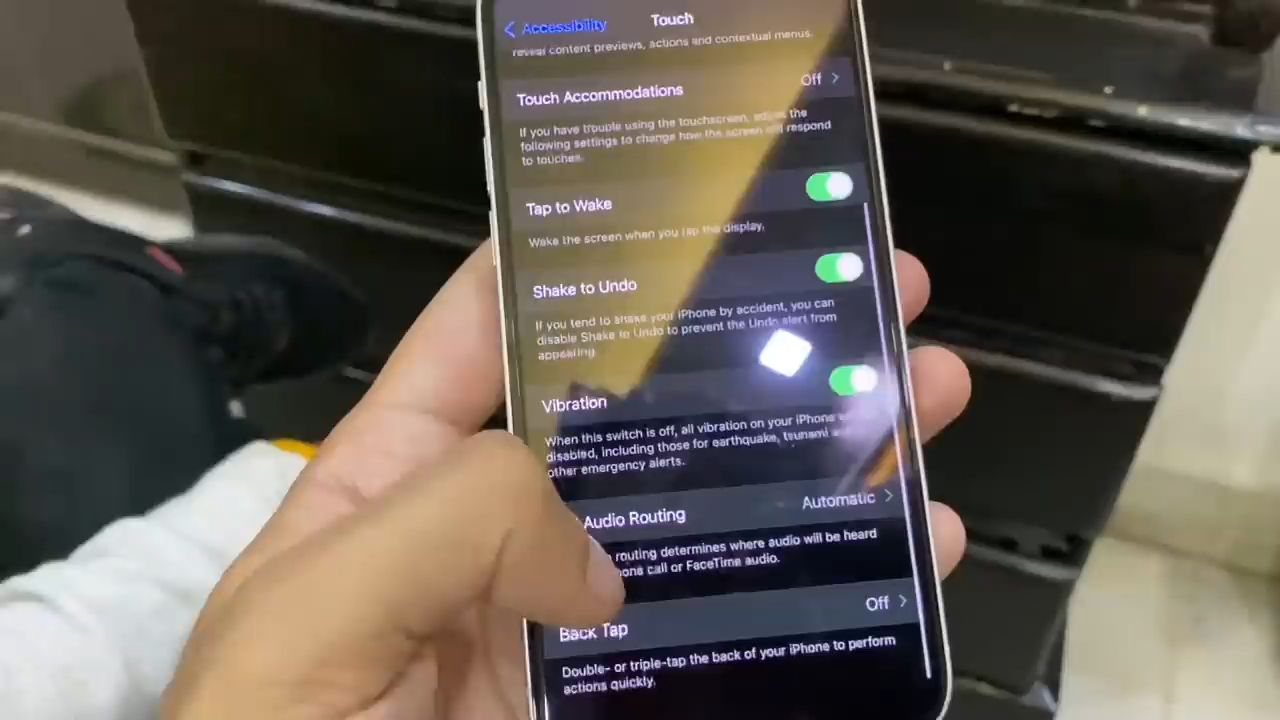 Accessibility
Touch
reveal content previews, actions and contextual menus.
Touch Accommodations
Off
If you have trouble using the touchscreen, adjust the
following settings to change how the screen will respond
to touches.
Tap to Wake
Wake the screen when you tap the display.
Shake to Undo
If you tend to shake your iPhone by accident, you can
disable Shake to Undo to prevent the Undo alert from
appearing.
Vibration
When this switch is off, all vibration on your iPhone
disabled, including those for earthquake, tsunami
other emergency alerts.
Audio Routing
Automatic
routing determines where audio will be heard
call or FaceTime audio.
Back Tap
Off
Double- or triple-tap the back of your iPhone to perform
actions quickly.